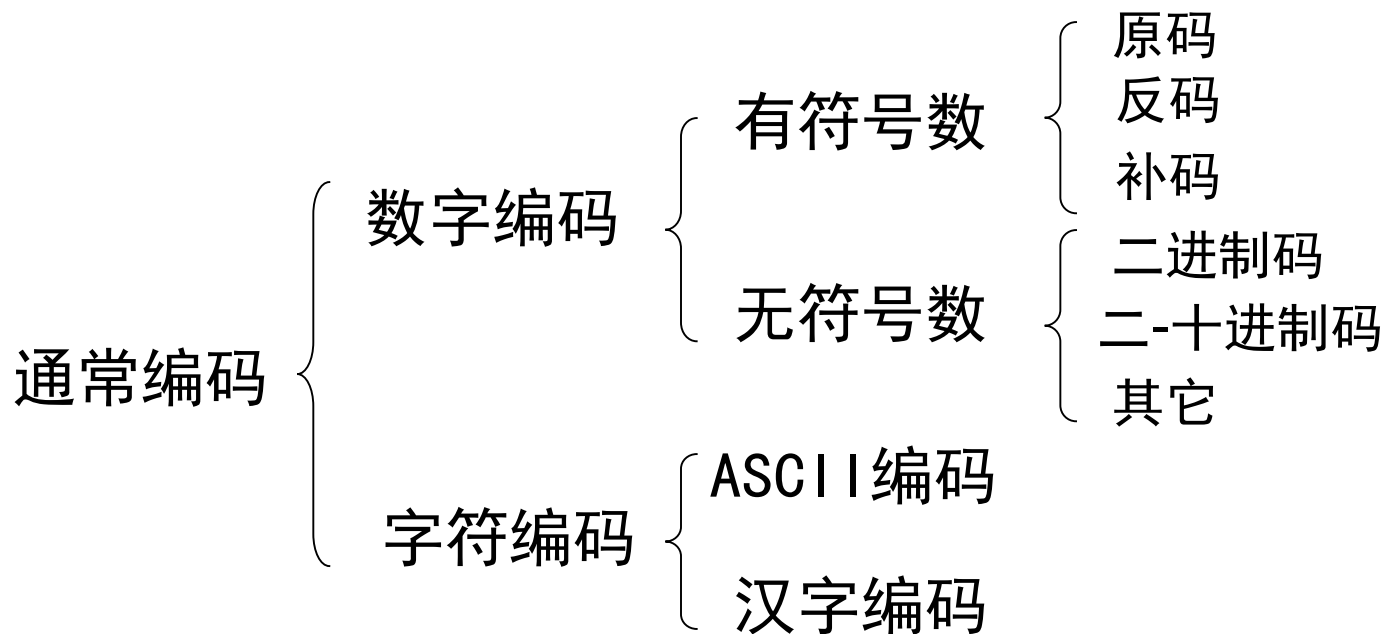 原码
反码
有符号数
补码
数字编码
二进制码
无符号数
二-十进制码
通常编码
其它
ASCII编码
字符编码
汉字编码